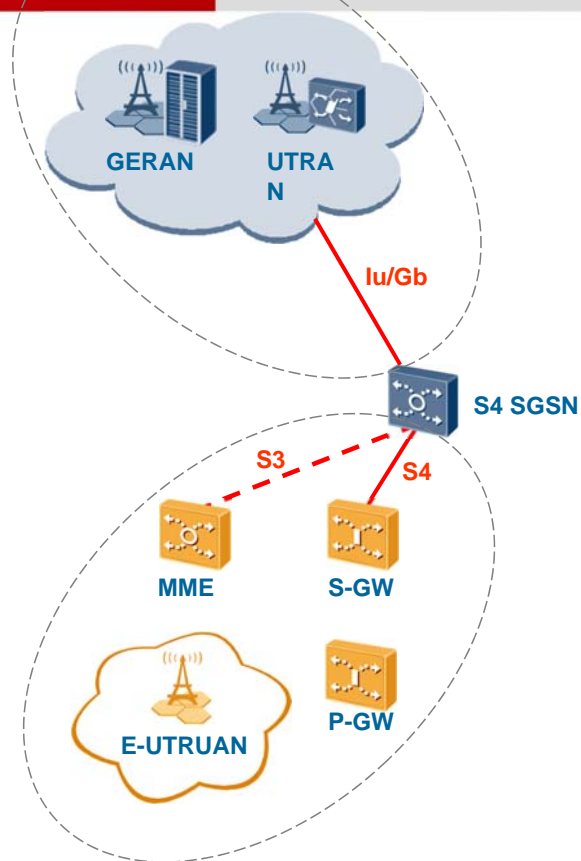 GERAN
UTRA
N
Iu/Gb
S4 SGSN
S3
S4
MME
S-GW
P-GW
E-UTRUAN